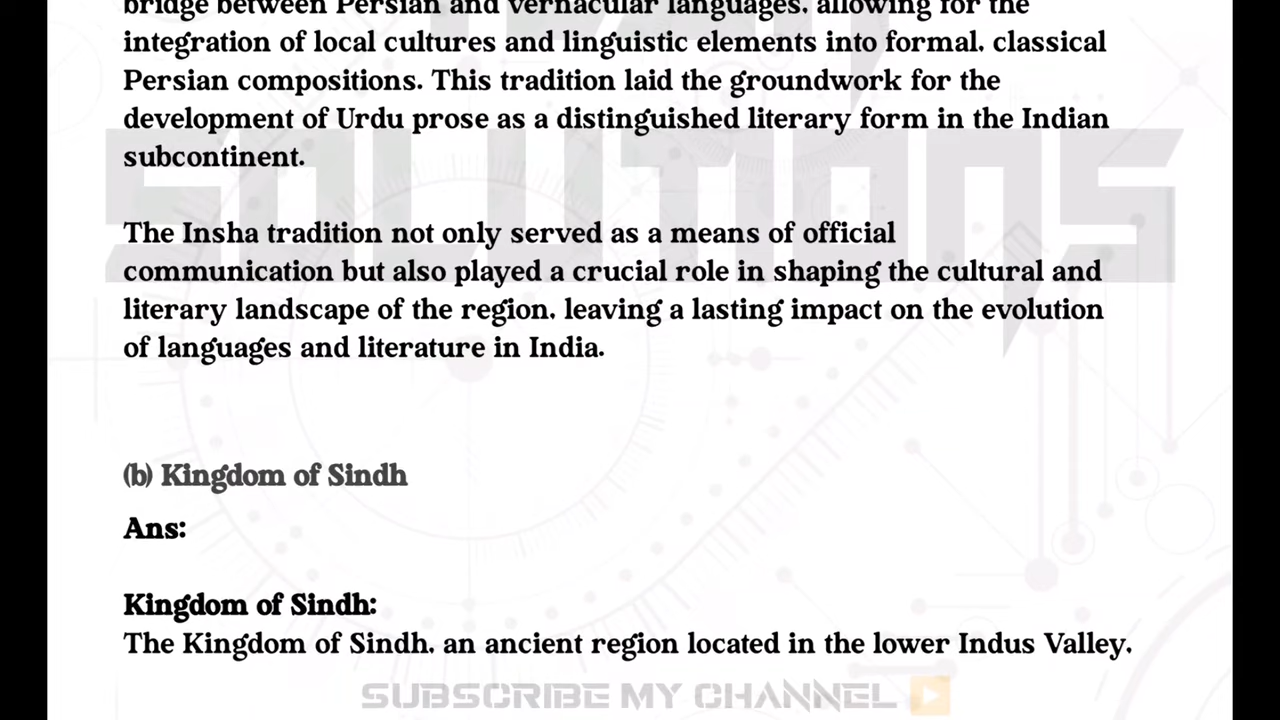 bridge between Persian and vernacular languages, allowing for the
integration of local cultures and linguistic elements into formal, classical
Persian compositions. This tradition laid the groundwork for the
development of Urdu prose as a distinguished literary form in the Indian
subcontinent.
SOLUTIONS
The Insha tradition not only served as a means of official
communication but also played a crucial role in shaping the cultural and
literary landscape of the region, leaving a lasting impact on the evolution
of languages and literature in India.
(b) Kingdom of Sindh
Ans:
Kingdom of Sindh:
The Kingdom of Sindh, an ancient region located in the lower Indus Valley,
SUBSCRIBE MY CHANNEL